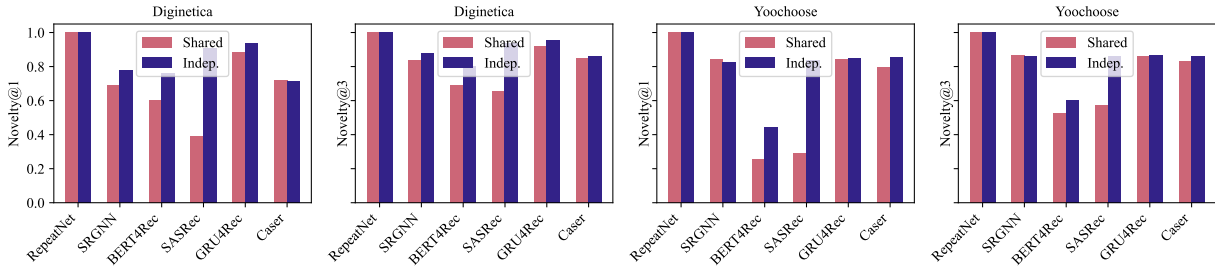 Diginetica
Novelty@1
1.0
0.8
0.6
0.4
0.2
0.0
Shared
Indep.
RepeatNet
SRGNN
BERT4Rec
SASRec
GRU4Rec
Caser
Diginetica
Novelty@3
Shared
Indep.
RepeatNet
SRGNN
BERT4Rec
SASRec
GRU4Rec
Caser
Yoochoose
Novelty@1
Shared
Indep.
RepeatNet
SRGNN
BERT4Rec
SASRec
GRU4Rec
Caser
Yoochoose
Novelty@3
Shared
Indep.
RepeatNet
SRGNN
BERT4Rec
SASRec
GRU4Rec
Caser